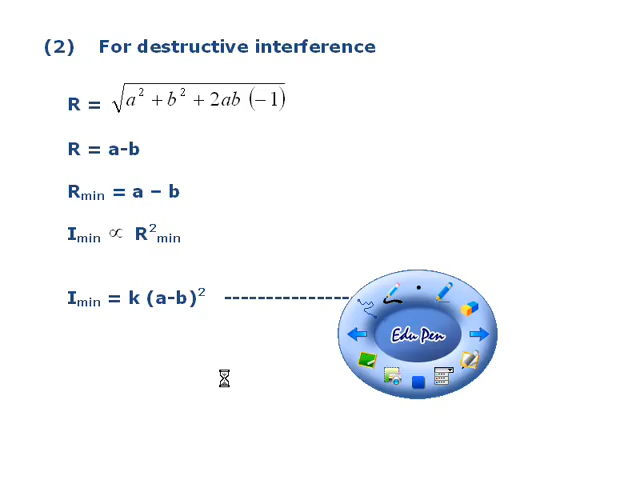 (2) For destructive interference
R = √a² + b² + 2ab (−1)
R = a-b
Rmin = a – b
Imin ∝ R²min
Imin = k (a-b)² ---------------
Edu Pen